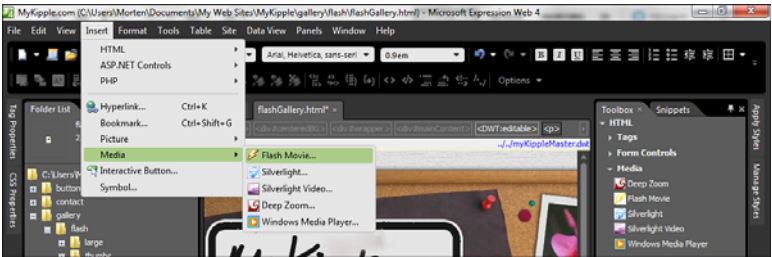 MyKipple.com (C:\Users\Morten\Documents\My Web Sites\MyKipple\gallery\flash\flashGallery.html*) - Microsoft Expression Web 4
File Edit View Insert Format Tools Table Site Data View Panels Window Help
HTML
ASP.NET Controls
PHP
Hyperlink... Ctrl+K
Bookmark... Ctrl+Shift+G
Picture
Media
Interactive Button...
Symbol...
Arial, Helvetica, sans-seri 0.9em
B I U
Options
Tag Properties
CSS Properties
Folder List
C:\Users\M
button
contact
gallery
flash
large
thumbs
flashGallery.html* ×
<div#centeredBG> <div#wrapper> <div#mainContent> <DWT:editable> <p>
../../myKippleMaster.dwt
Flash Movie...
Silverlight...
Silverlight Video...
Deep Zoom...
Windows Media Player...
My Kipple
Toolbox × Snippets
HTML
Tags
Form Controls
Media
Deep Zoom
Flash Movie
Silverlight
Silverlight Video
Windows Media Player
Apply Styles
Manage Styles